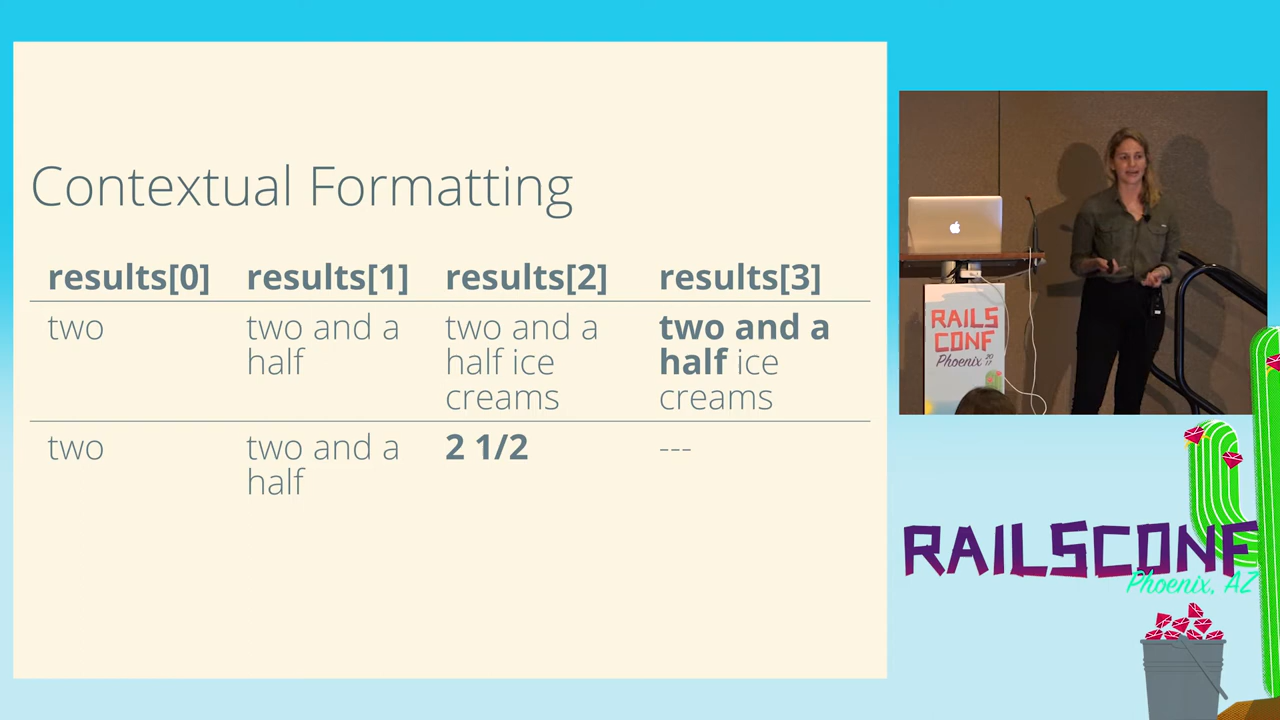 Contextual Formatting
results[0] results[1] results[2] results[3]
two two and a two and a two and a
half half ice half ice
creams creams
two two and a 2 1/2 ---
half
RAILS
CONF
Phoenix 2017
RAILSCONF
Phoenix, AZ